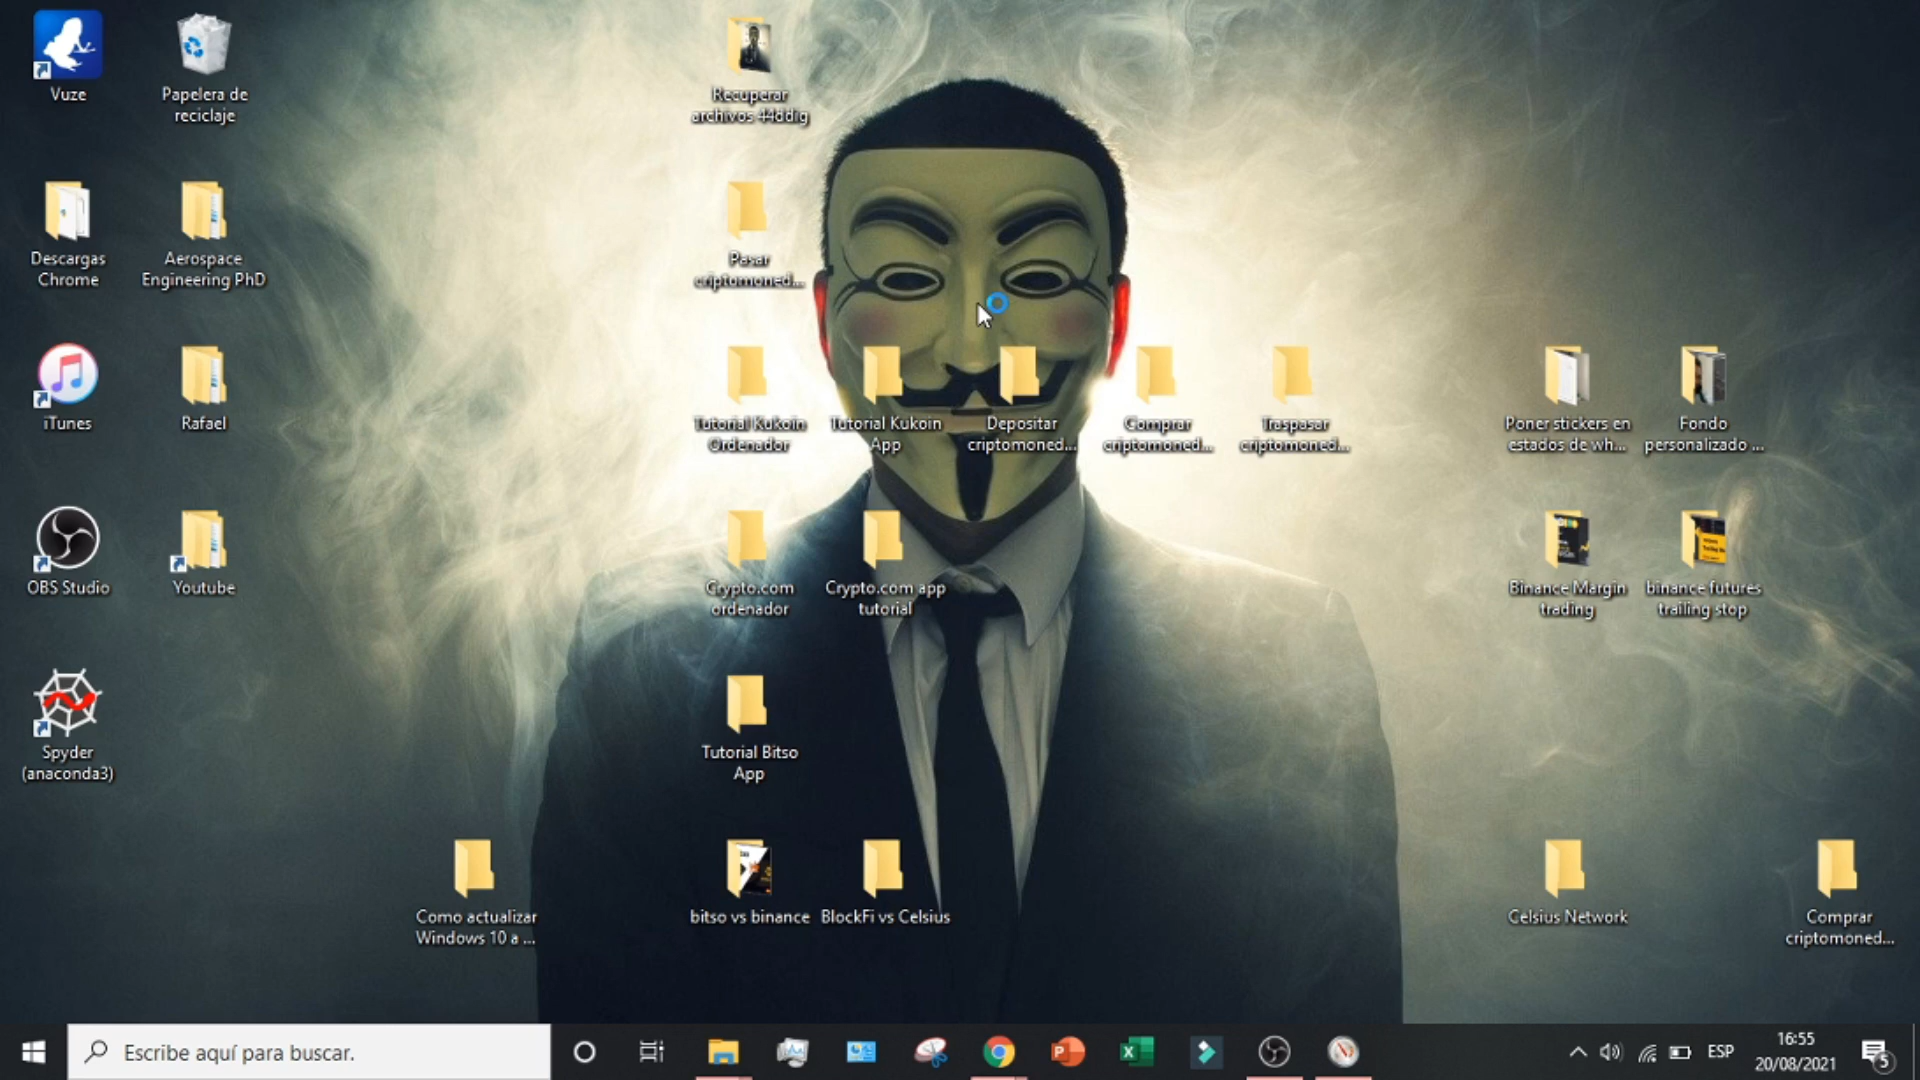 Vuze
Papelera de
reciclaje
Recuperar
archivos 44ddig
Descargas
Chrome
Aerospace
Engineering PhD
Pasar
criptomoned...
iTunes
Rafael
Tutorial Kukoin
Ordenador
Tutorial Kukoin
App
Depositar
criptomoned...
Comprar
criptomoned...
Traspasar
criptomoned...
Poner stickers en
estados de wh...
Fondo
personalizado ...
OBS Studio
Youtube
Crypto.com
ordenador
Crypto.com app
tutorial
Binance Margin
trading
binance futures
trailing stop
Spyder
(anaconda3)
Tutorial Bitso
App
Como actualizar
Windows 10 a ...
bitso vs binance
BlockFi vs Celsius
Celsius Network
Comprar
criptomoned...
Escribe aquí para buscar.
ESP
16:55
20/08/2021
5